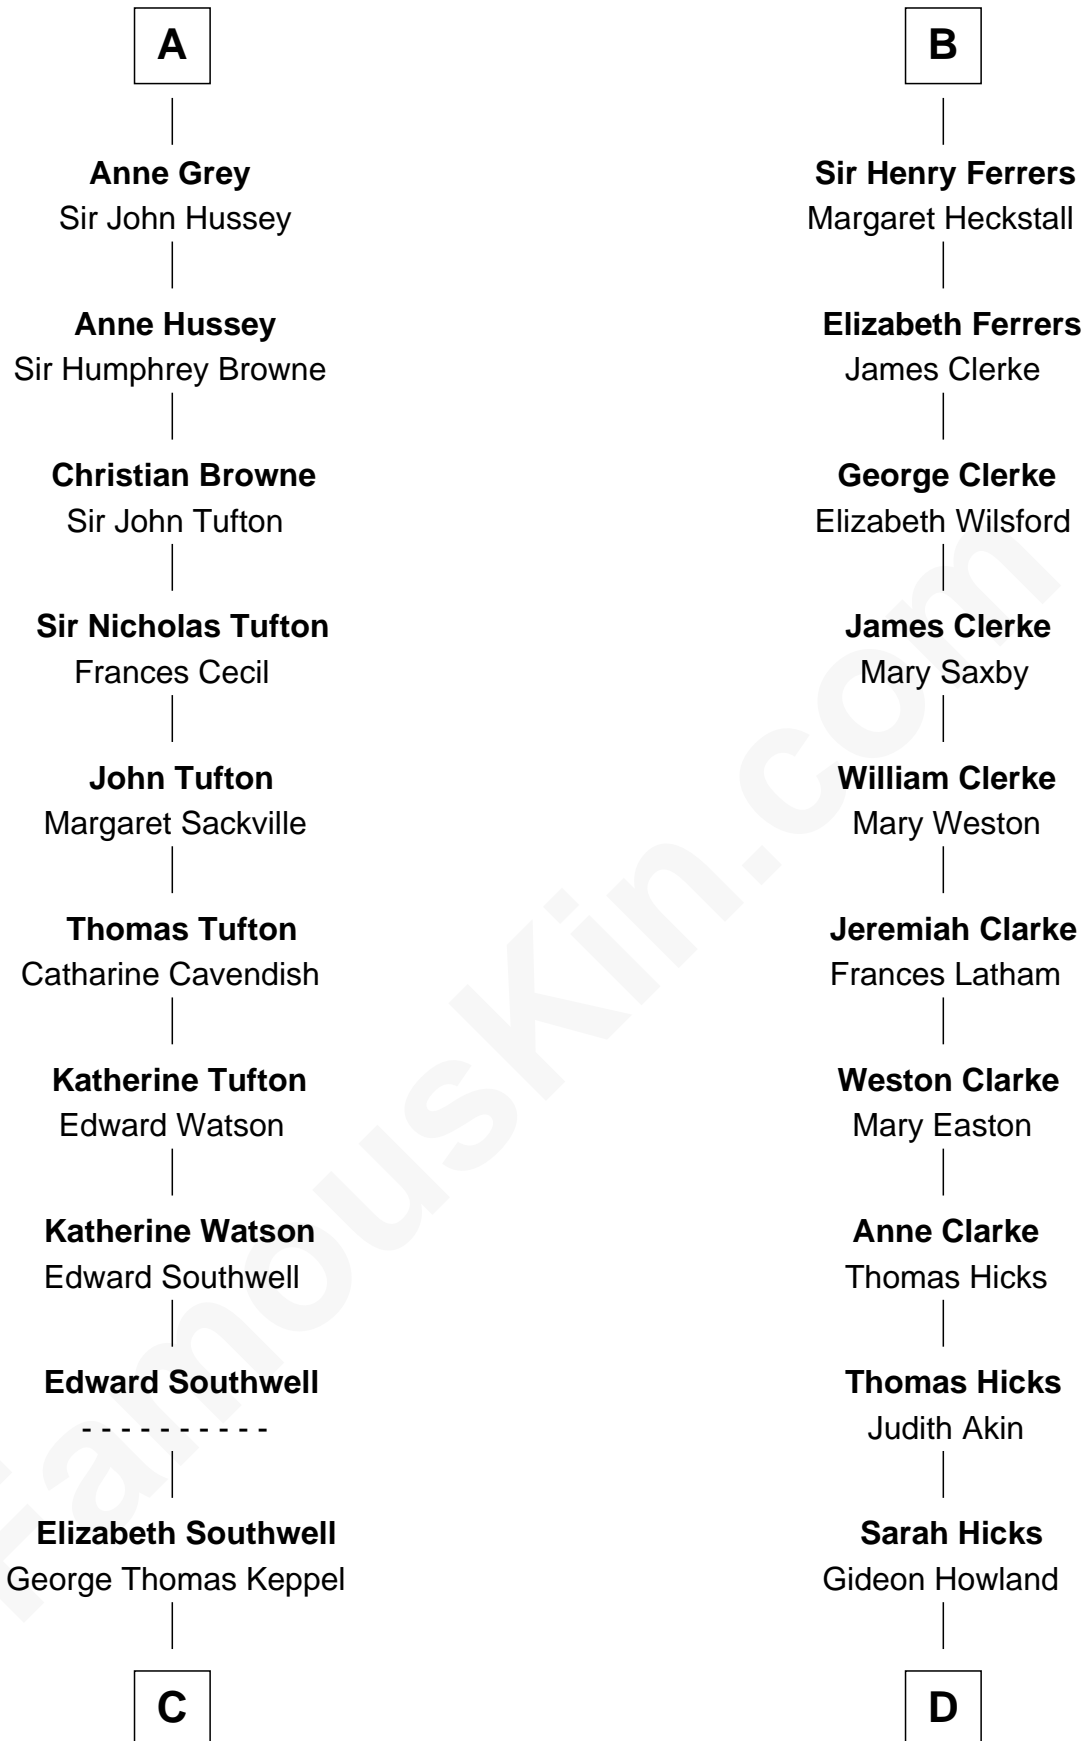 A
Anne Grey
Sir John Hussey
Anne Hussey
Sir Humphrey Browne
Christian Browne
Sir John Tufton
Sir Nicholas Tufton
Frances Cecil
John Tufton
Margaret Sackville
Thomas Tufton
Catharine Cavendish
Katherine Tufton
Edward Watson
Katherine Watson
Edward Southwell
Edward Southwell
- - - - - - - - - -
Elizabeth Southwell
George Thomas Keppel
C
B
Sir Henry Ferrers
Margaret Heckstall
Elizabeth Ferrers
James Clerke
George Clerke
Elizabeth Wilsford
James Clerke
Mary Saxby
William Clerke
Mary Weston
Jeremiah Clarke
Frances Latham
Weston Clarke
Mary Easton
Anne Clarke
Thomas Hicks
Thomas Hicks
Judith Akin
Sarah Hicks
Gideon Howland
D
FamousKin.com